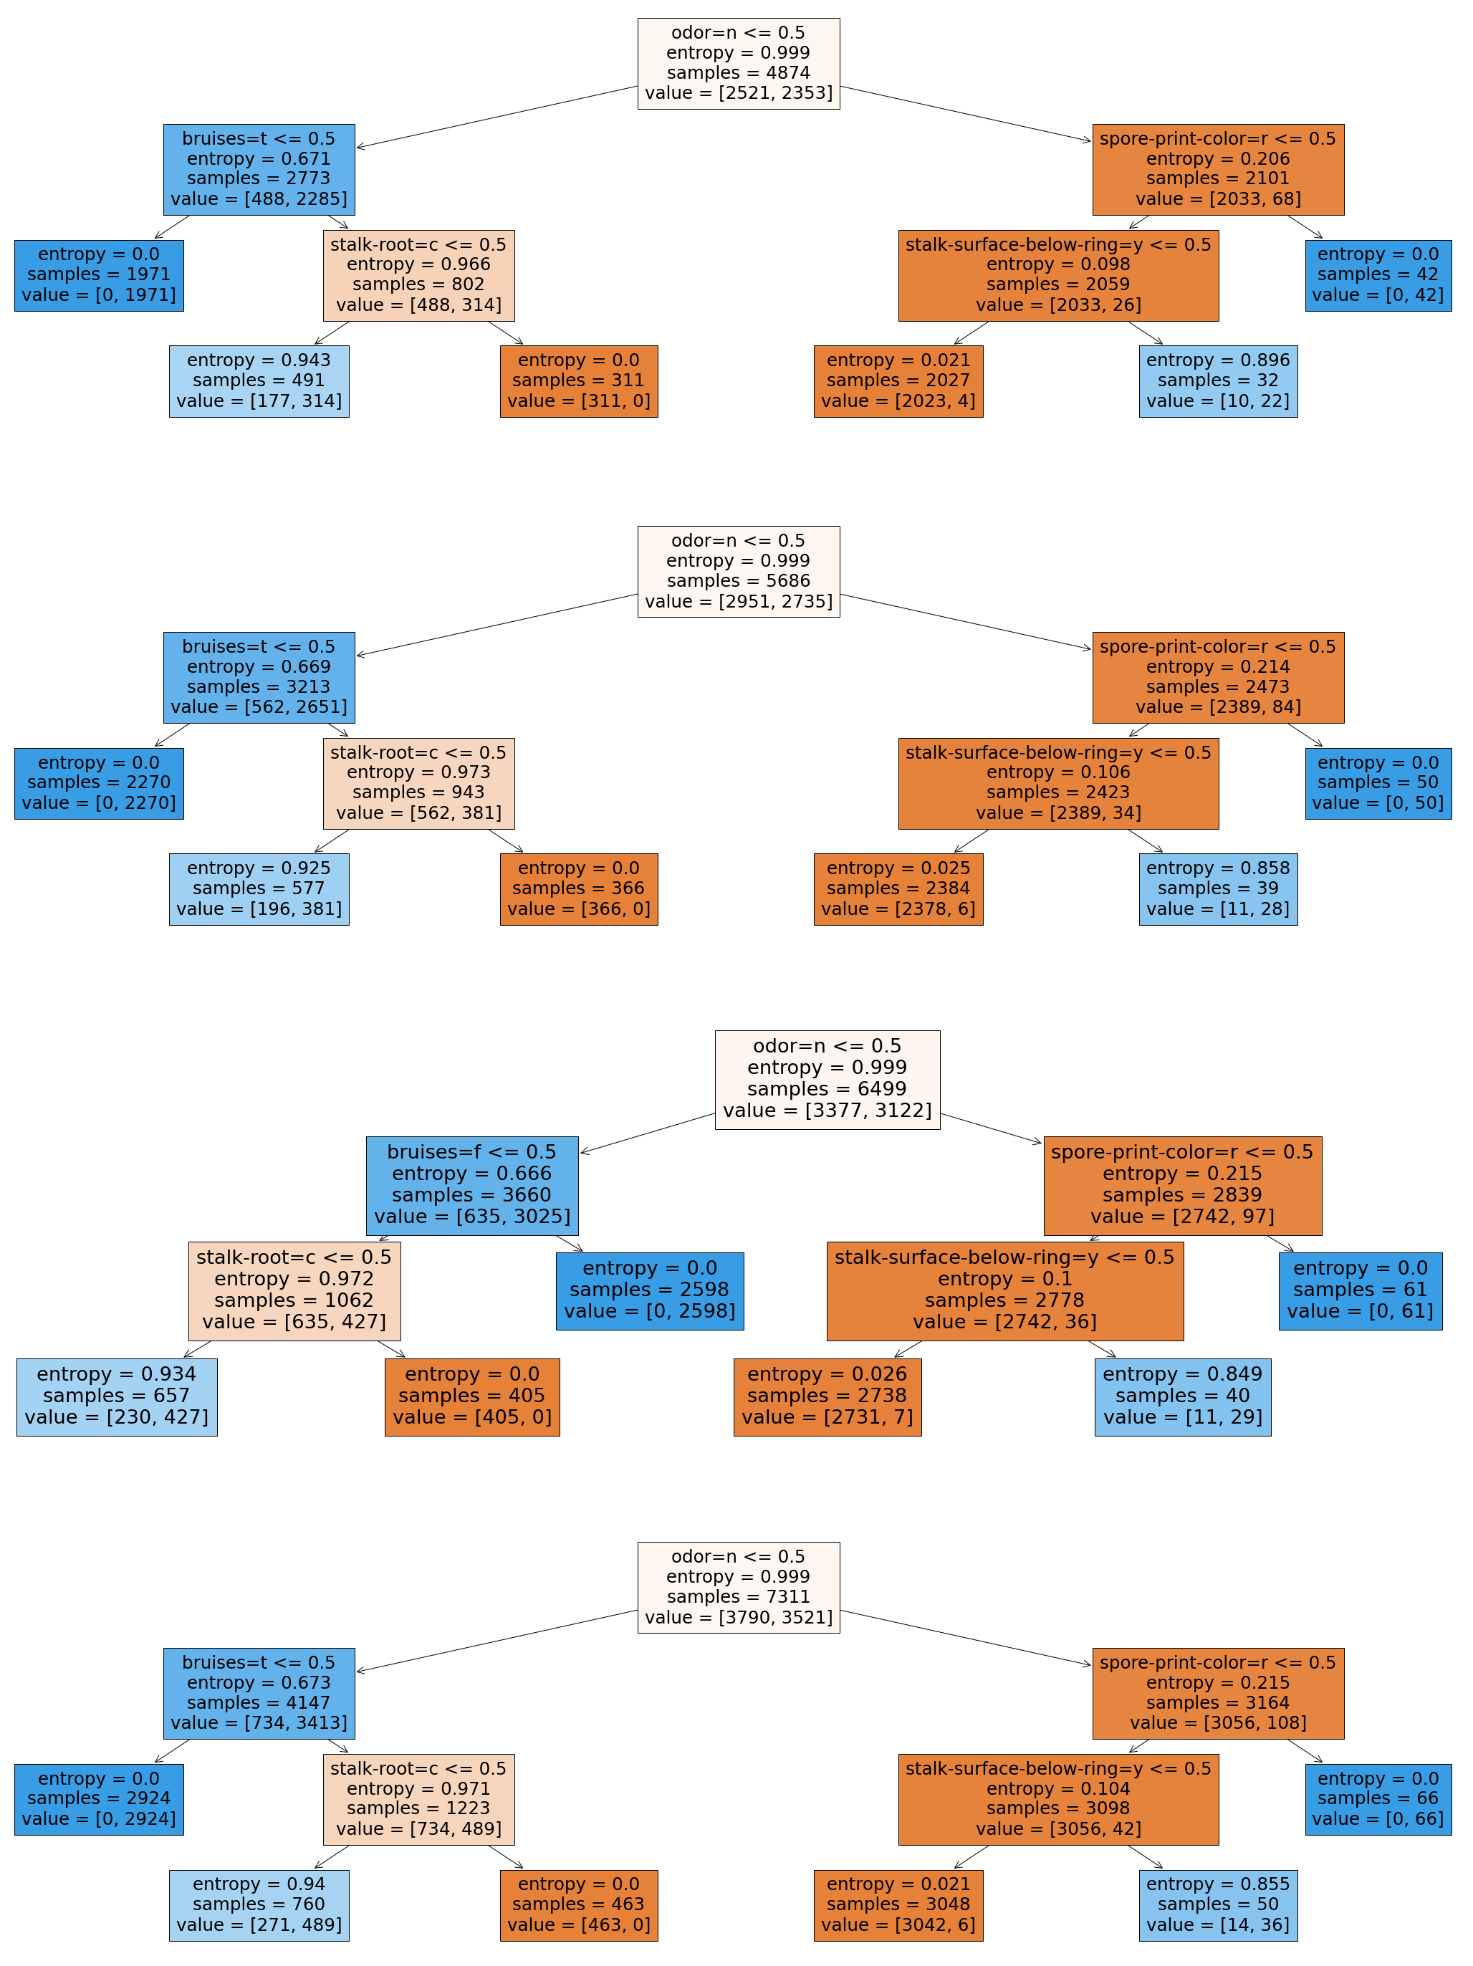 odor=n <= 0.5
entropy = 0.999
samples = 4874
value = [2521, 2353]
bruises=t <= 0.5
entropy = 0.671
samples = 2773
value = [488, 2285]
spore-print-color=r <= 0.5
entropy = 0.206
samples = 2101
value = [2033, 68]
entropy = 0.0
samples = 1971
value = [0, 1971]
stalk-root=c <= 0.5
entropy = 0.966
samples = 802
value = [488, 314]
stalk-surface-below-ring=y <= 0.5
entropy = 0.098
samples = 2059
value = [2033, 26]
entropy = 0.0
samples = 42
value = [0, 42]
entropy = 0.943
samples = 491
value = [177, 314]
entropy = 0.0
samples = 311
value = [311, 0]
entropy = 0.021
samples = 2027
value = [2023, 4]
entropy = 0.896
samples = 32
value = [10, 22]
odor=n <= 0.5
entropy = 0.999
samples = 5686
value = [2951, 2735]
bruises=t <= 0.5
entropy = 0.669
samples = 3213
value = [562, 2651]
spore-print-color=r <= 0.5
entropy = 0.214
samples = 2473
value = [2389, 84]
entropy = 0.0
samples = 2270
value = [0, 2270]
stalk-root=c <= 0.5
entropy = 0.973
samples = 943
value = [562, 381]
stalk-surface-below-ring=y <= 0.5
entropy = 0.106
samples = 2423
value = [2389, 34]
entropy = 0.0
samples = 50
value = [0, 50]
entropy = 0.925
samples = 577
value = [196, 381]
entropy = 0.0
samples = 366
value = [366, 0]
entropy = 0.025
samples = 2384
value = [2378, 6]
entropy = 0.858
samples = 39
value = [11, 28]
odor=n <= 0.5
entropy = 0.999
samples = 6499
value = [3377, 3122]
bruises=f <= 0.5
entropy = 0.666
samples = 3660
value = [635, 3025]
spore-print-color=r <= 0.5
entropy = 0.215
samples = 2839
value = [2742, 97]
stalk-root=c <= 0.5
entropy = 0.972
samples = 1062
value = [635, 427]
entropy = 0.0
samples = 2598
value = [0, 2598]
stalk-surface-below-ring=y <= 0.5
entropy = 0.1
samples = 2778
value = [2742, 36]
entropy = 0.0
samples = 61
value = [0, 61]
entropy = 0.934
samples = 657
value = [230, 427]
entropy = 0.0
samples = 405
value = [405, 0]
entropy = 0.026
samples = 2738
value = [2731, 7]
entropy = 0.849
samples = 40
value = [11, 29]
odor=n <= 0.5
entropy = 0.999
samples = 7311
value = [3790, 3521]
bruises=t <= 0.5
entropy = 0.673
samples = 4147
value = [734, 3413]
spore-print-color=r <= 0.5
entropy = 0.215
samples = 3164
value = [3056, 108]
entropy = 0.0
samples = 2924
value = [0, 2924]
stalk-root=c <= 0.5
entropy = 0.971
samples = 1223
value = [734, 489]
stalk-surface-below-ring=y <= 0.5
entropy = 0.104
samples = 3098
value = [3056, 42]
entropy = 0.0
samples = 66
value = [0, 66]
entropy = 0.94
samples = 760
value = [271, 489]
entropy = 0.0
samples = 463
value = [463, 0]
entropy = 0.021
samples = 3048
value = [3042, 6]
entropy = 0.855
samples = 50
value = [14, 36]